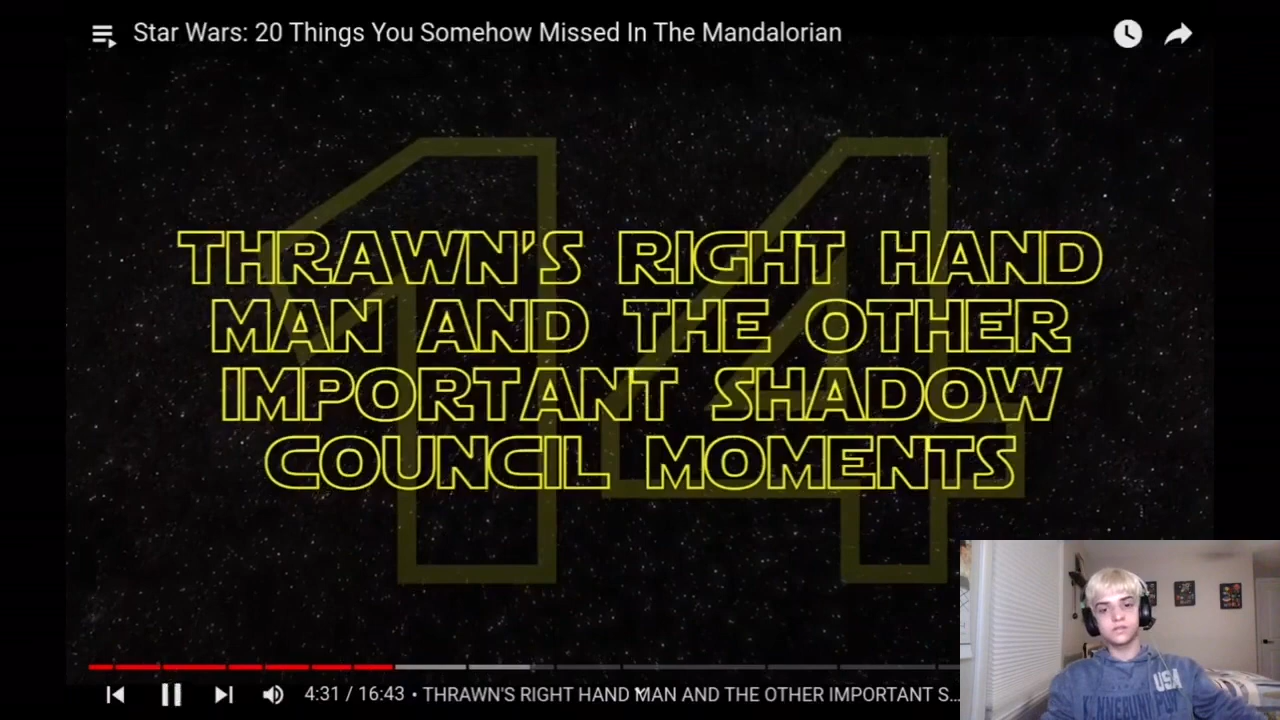 Star Wars: 20 Things You Somehow Missed In The Mandalorian
14
THRAWN'S RIGHT HAND
MAN AND THE OTHER
IMPORTANT SHADOW
COUNCIL MOMENTS
4:31 / 16:43 • THRAWN'S RIGHT HAND MAN AND THE OTHER IMPORTANT S...
USA